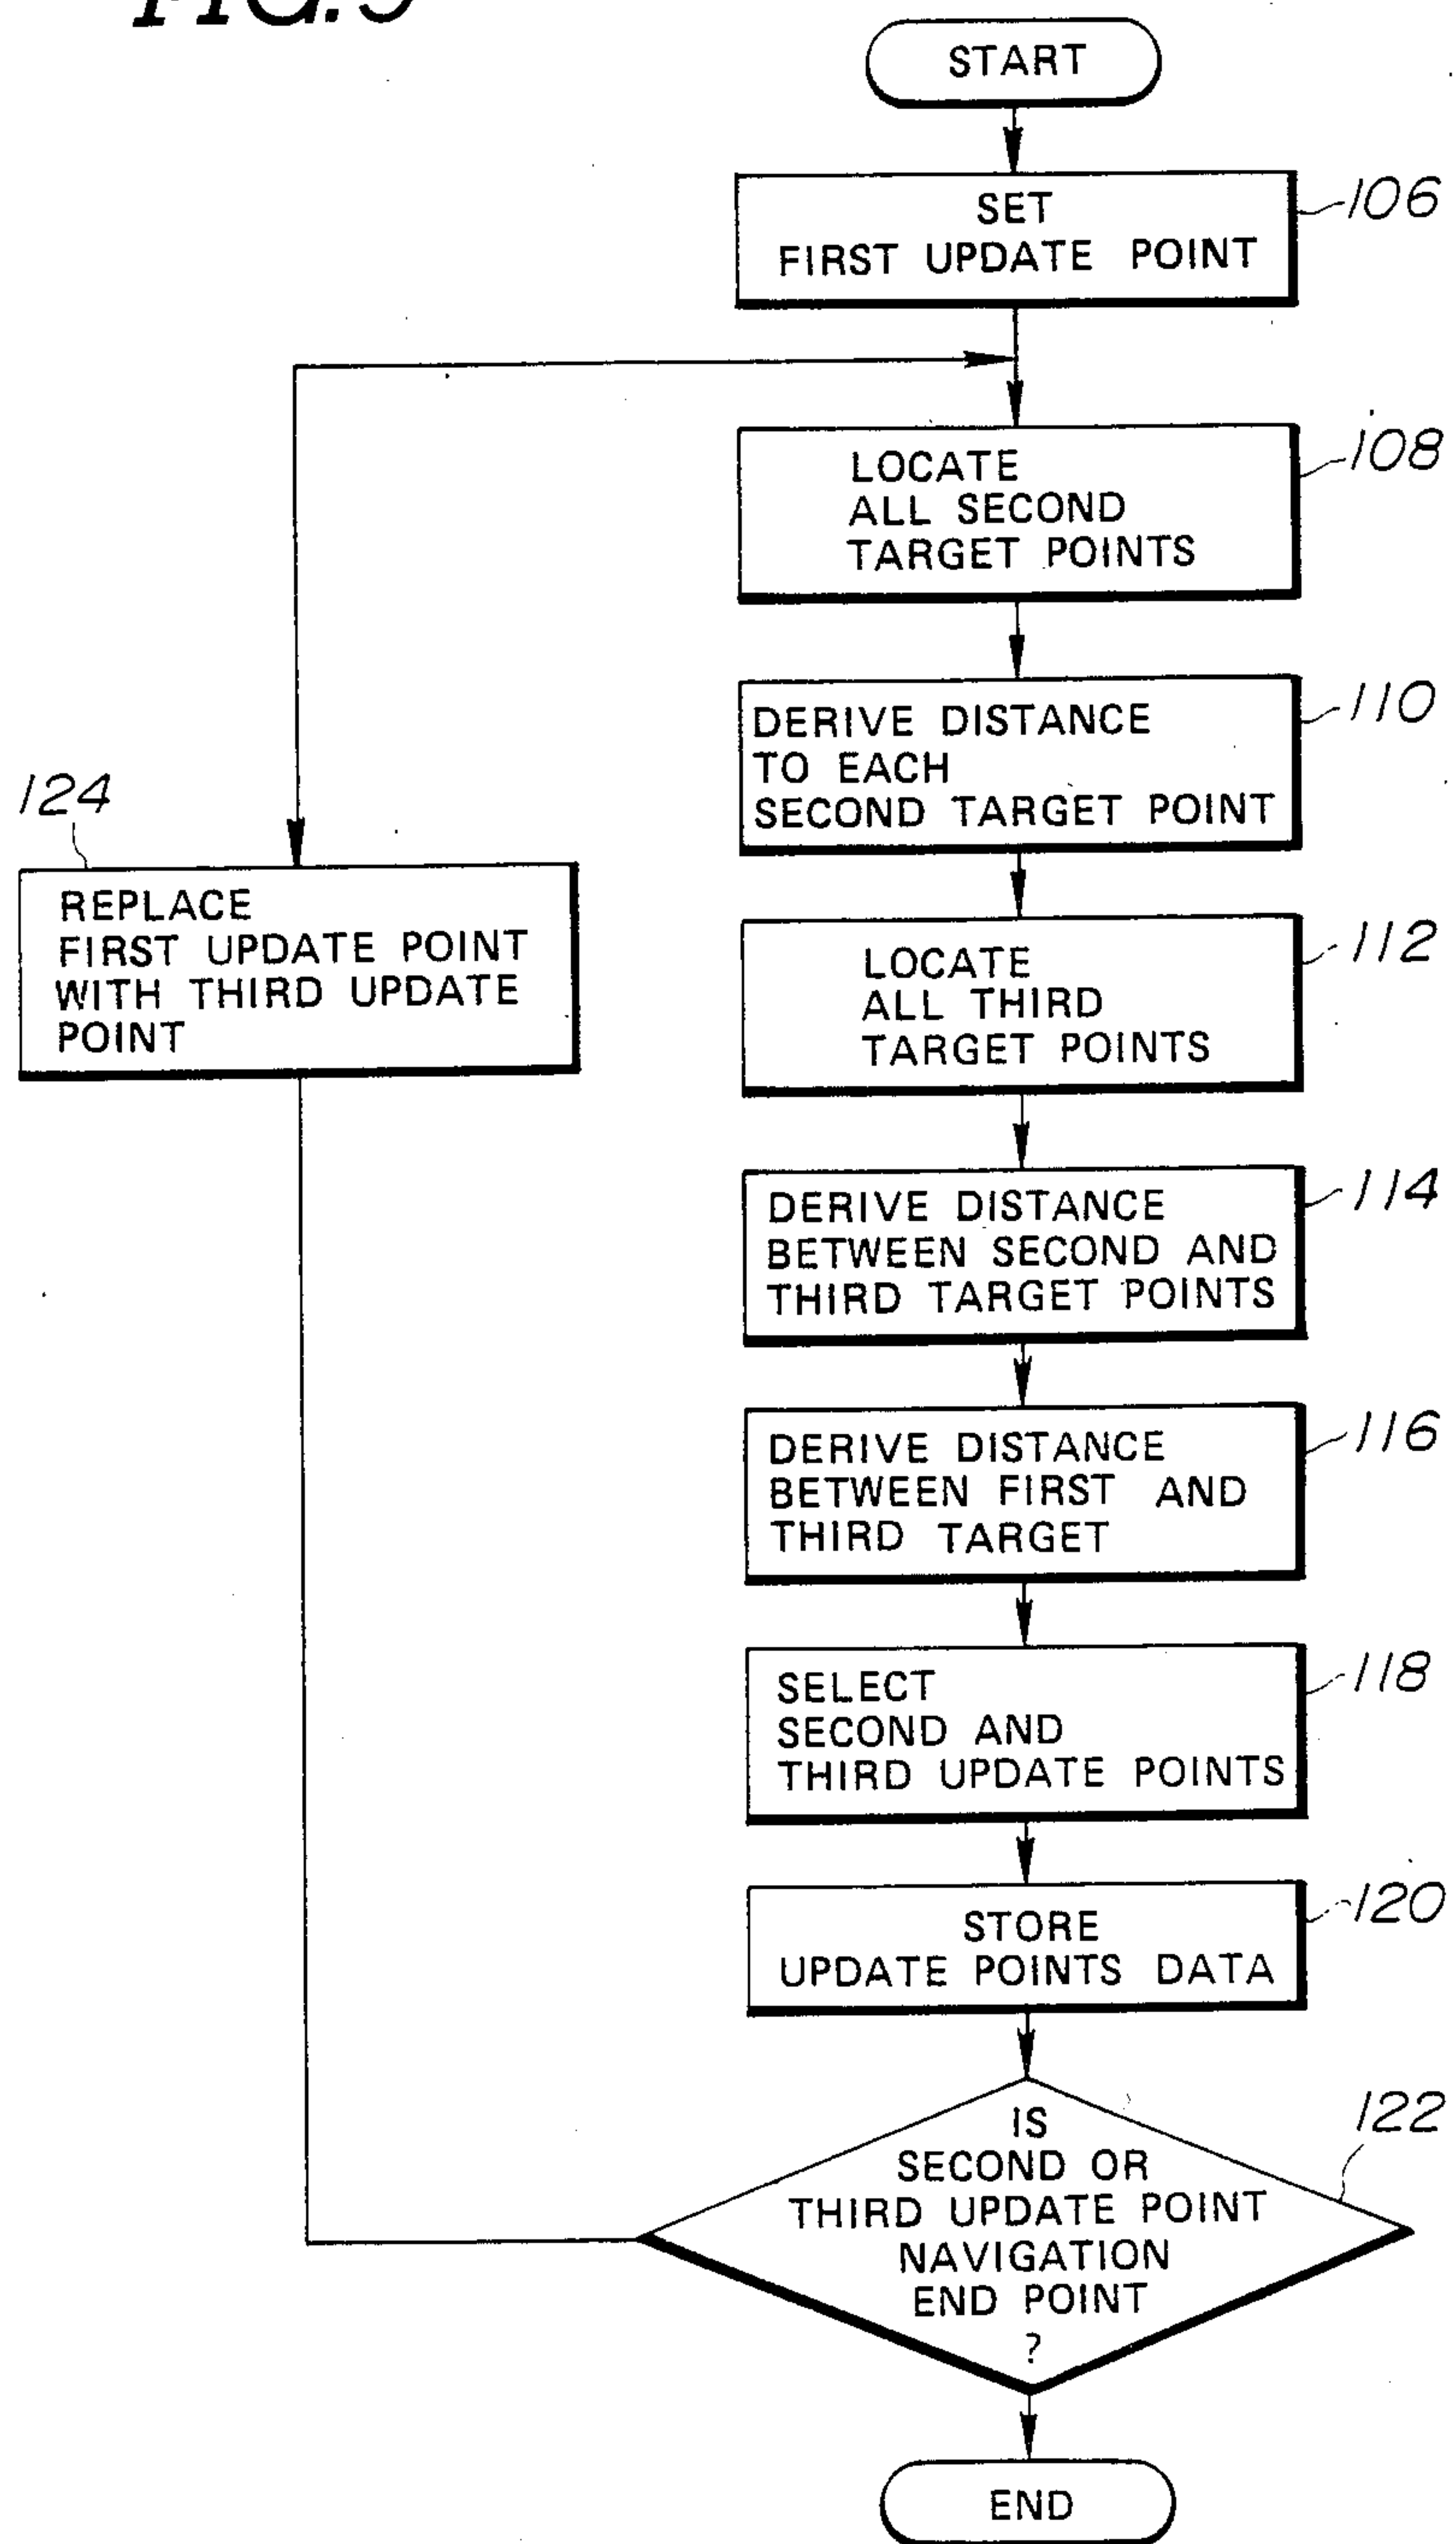 FIG. 9
START
SET
FIRST UPDATE POINT
106
LOCATE
ALL SECOND
TARGET POINTS
108
DERIVE DISTANCE
TO EACH
SECOND TARGET POINT
110
124
REPLACE
FIRST UPDATE POINT
WITH THIRD UPDATE
POINT
LOCATE
ALL THIRD
TARGET POINTS
112
DERIVE DISTANCE
BETWEEN SECOND AND
THIRD TARGET POINTS
114
DERIVE DISTANCE
BETWEEN FIRST AND
THIRD TARGET
116
SELECT
SECOND AND
THIRD UPDATE POINTS
118
STORE
UPDATE POINTS DATA
120
IS
SECOND OR
THIRD UPDATE POINT
NAVIGATION
END POINT
?
122
END